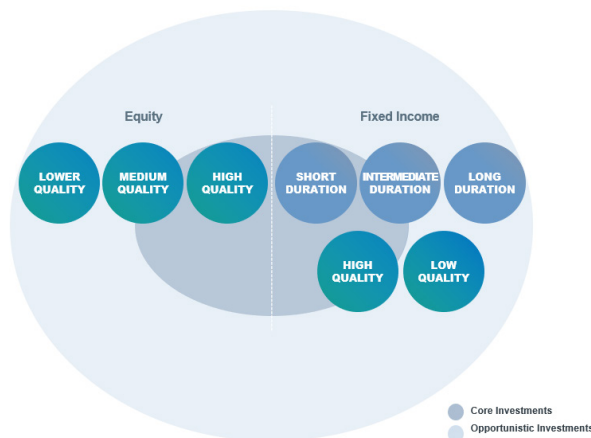 Equity
Fixed Income
LOWER
QUALITY
MEDIUM
QUALITY
HIGH
QUALITY
SHORT
DURATION
INTERMEDIATE
DURATION
LONG
DURATION
HIGH
QUALITY
LOW
QUALITY
Core Investments
Opportunistic Investments